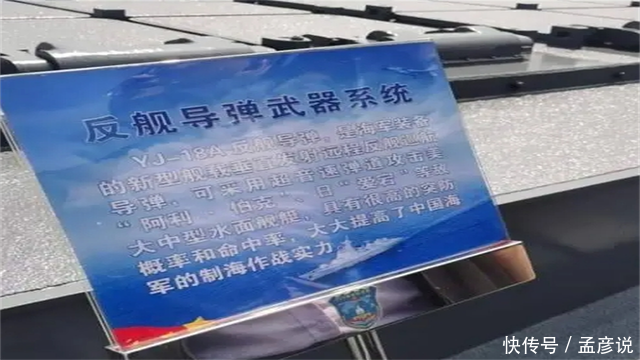 反舰导弹武器系统
YJ-18A反舰导弹，是海军装备
的新型舰载垂直发射远程反舰巡航
导弹，可采用超音速弹道攻击美
“阿利·伯克”、日“爱宕”等敌
大中型水面舰艇，具有很高的突防
概率和命中率，大大提高了中国海
军的制海作战实力
快传号／孟彦说